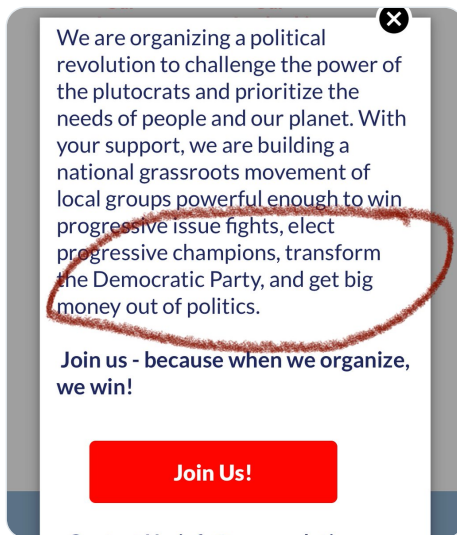 We are organizing a political
revolution to challenge the power of
the plutocrats and prioritize the
needs of people and our planet. With
your support, we are building a
national grassroots movement of
local groups powerful enough to win
progressive issue fights, elect
progressive champions, transform
the Democratic Party, and get big
money out of politics.
Join us - because when we organize,
we win!
Join Us!